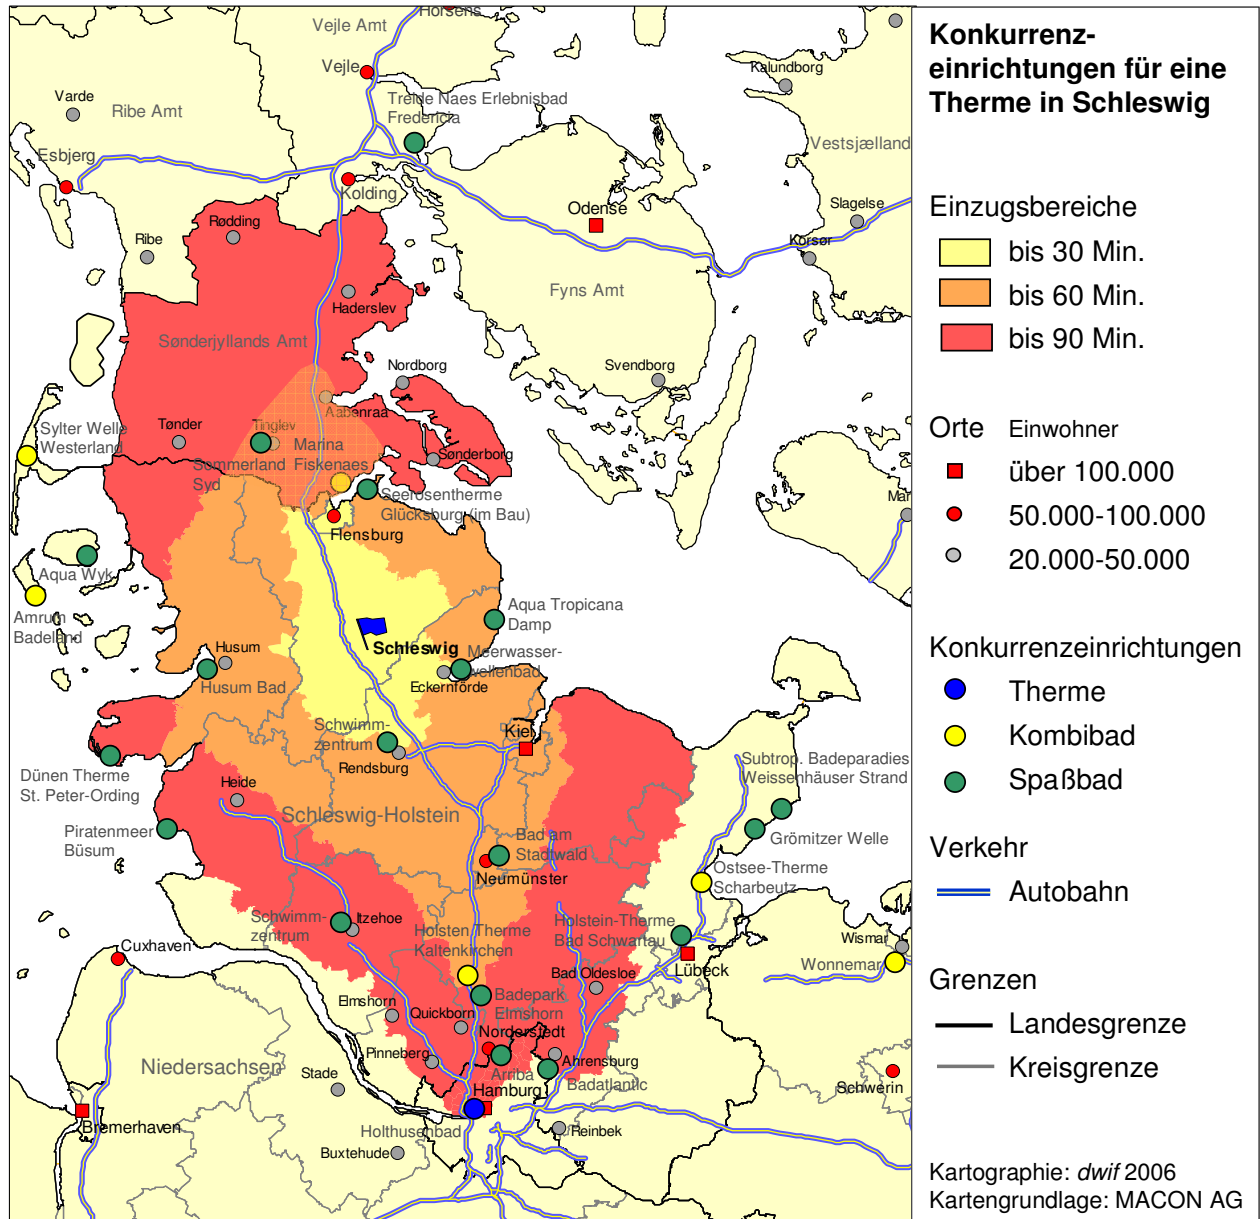 Konkurrenz-
einrichtungen für eine
Therme in Schleswig
Einzugsbereiche
bis 30 Min.
bis 60 Min.
bis 90 Min.
Orte Einwohner
über 100.000
50.000-100.000
20.000-50.000
Konkurrenzeinrichtungen
Therme
Kombibad
Spaßbad
Verkehr
Autobahn
Grenzen
Landesgrenze
Kreisgrenze
Kartographie: dwif 2006
Kartengrundlage: MACON AG
Horsens
Vejle Amt
Vejle
Kalundborg
Varde
Ribe Amt
Treide Naes Erlebnisbad
Fredericia
Vestsjælland
Esbjerg
Kolding
Odense
Slagelse
Rødding
Ribe
Korsør
Fyns Amt
Haderslev
Sønderjyllands Amt
Nordborg
Svendborg
Aabenraa
Sylter Welle
Westerland
Tønder
Tinglev
Marina
Fiskenaes
Sommerland
Syd
Sønderborg
Mar
Seerosentherme
Glücksburg (im Bau)
Flensburg
Aqua Wyk
Amrum
Badeland
Aqua Tropicana
Damp
Schleswig
Husum
Meerwasser-
wellenbad
Husum Bad
Eckernförde
Schwimm-
zentrum
Kiel
Rendsburg
Subtrop. Badeparadies
Weissenhäuser Strand
Dünen Therme
St. Peter-Ording
Heide
Schleswig-Holstein
Piratenmeer
Büsum
Bad am
Stadtwald
Grömitzer Welle
Neumünster
Ostsee-Therme
Scharbeutz
Schwimm-
zentrum
Itzehoe
Holsten Therme
Kaltenkirchen
Holstein-Therme
Bad Schwartau
Cuxhaven
Wismar
Wonnemar
Lübeck
Bad Oldesloe
Elmshorn
Badepark
Elmshorn
Quickborn
Norderstedt
Pinneberg
Ahrensburg
Niedersachsen
Arriba
Badatlantic
Stade
Hamburg
Schwerin
Bremerhaven
Holthusenbad
Reinbek
Buxtehude